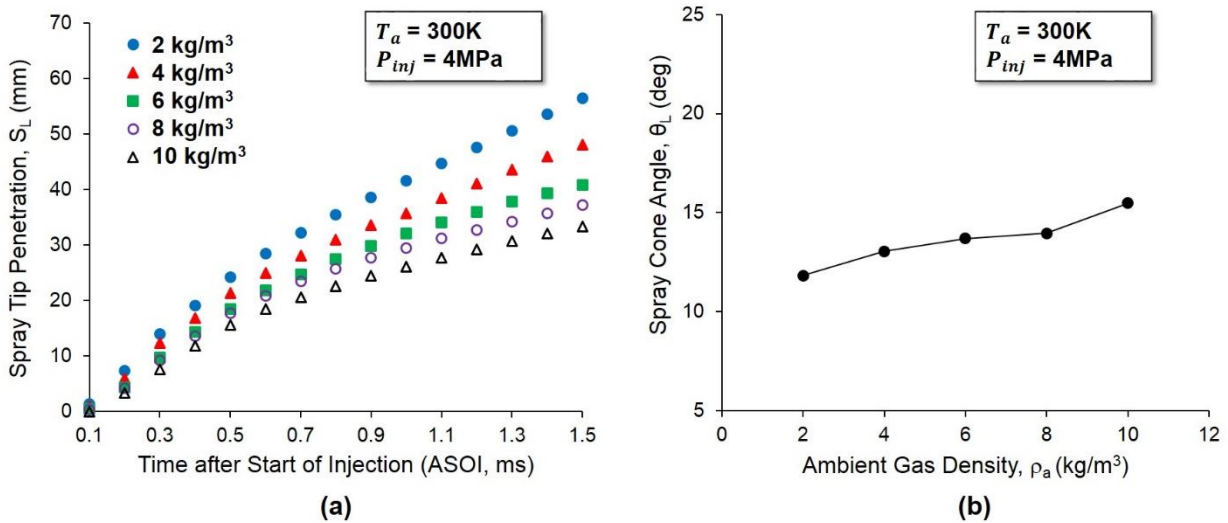 70
60
50
40
30
20
10
0
Spray Tip Penetration, S_L (mm)
2 kg/m³
4 kg/m³
6 kg/m³
8 kg/m³
10 kg/m³
T_a = 300K
P_inj = 4MPa
0.1 0.3 0.5 0.7 0.9 1.1 1.3 1.5
Time after Start of Injection (ASOI, ms)
(a)
25
20
15
10
5
Spray Cone Angle, θ_L (deg)
T_a = 300K
P_inj = 4MPa
0 2 4 6 8 10 12
Ambient Gas Density, ρ_a (kg/m³)
(b)